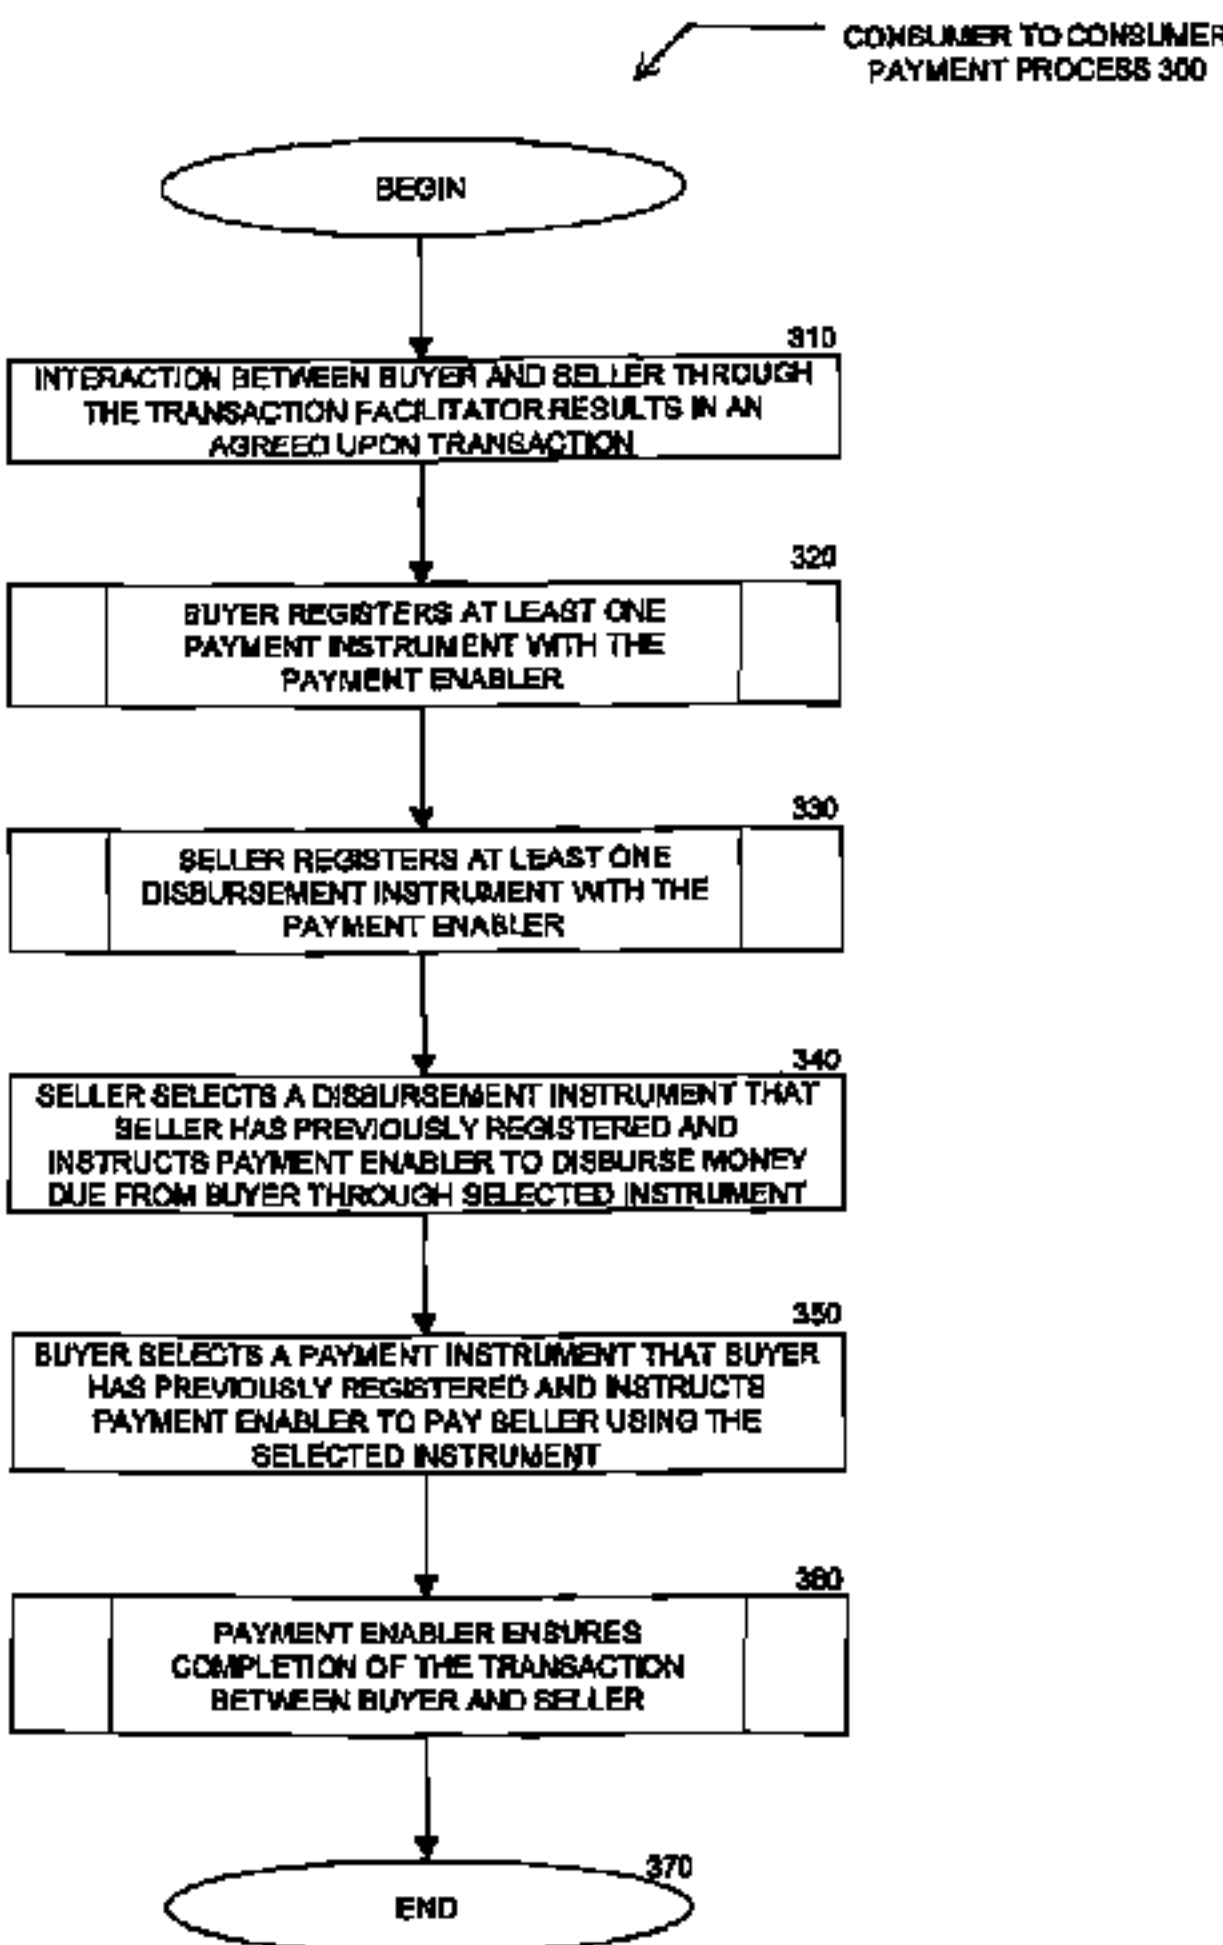 CONSUMER TO CONSUMER
PAYMENT PROCESS 300
BEGIN
310
INTERACTION BETWEEN BUYER AND SELLER THROUGH
THE TRANSACTION FACILITATOR RESULTS IN AN
AGREED UPON TRANSACTION
320
BUYER REGISTERS AT LEAST ONE
PAYMENT INSTRUMENT WITH THE
PAYMENT ENABLER
330
SELLER REGISTERS AT LEAST ONE
DISBURSEMENT INSTRUMENT WITH THE
PAYMENT ENABLER
340
SELLER SELECTS A DISBURSEMENT INSTRUMENT THAT
SELLER HAS PREVIOUSLY REGISTERED AND
INSTRUCTS PAYMENT ENABLER TO DISBURSE MONEY
DUE FROM BUYER THROUGH SELECTED INSTRUMENT
350
BUYER SELECTS A PAYMENT INSTRUMENT THAT BUYER
HAS PREVIOUSLY REGISTERED AND INSTRUCTS
PAYMENT ENABLER TO PAY SELLER USING THE
SELECTED INSTRUMENT
360
PAYMENT ENABLER ENSURES
COMPLETION OF THE TRANSACTION
BETWEEN BUYER AND SELLER
370
END